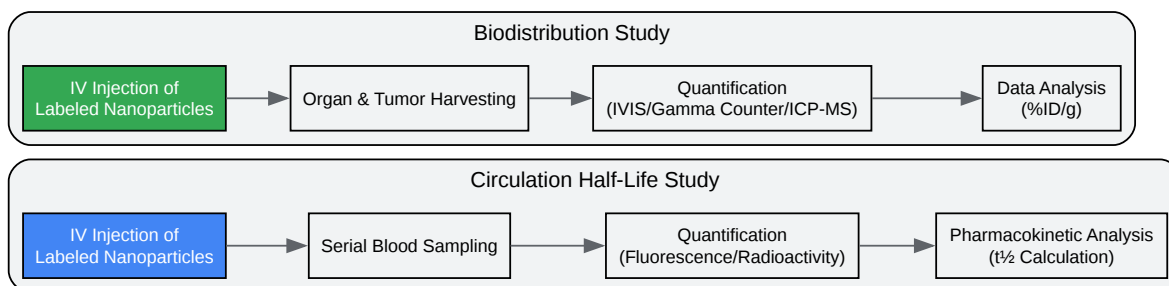 Biodistribution Study
IV Injection of
Labeled Nanoparticles
Organ & Tumor Harvesting
Quantification
(IVIS/Gamma Counter/ICP-MS)
Data Analysis
(%ID/g)
Circulation Half-Life Study
IV Injection of
Labeled Nanoparticles
Serial Blood Sampling
Quantification
(Fluorescence/Radioactivity)
Pharmacokinetic Analysis
(t½ Calculation)